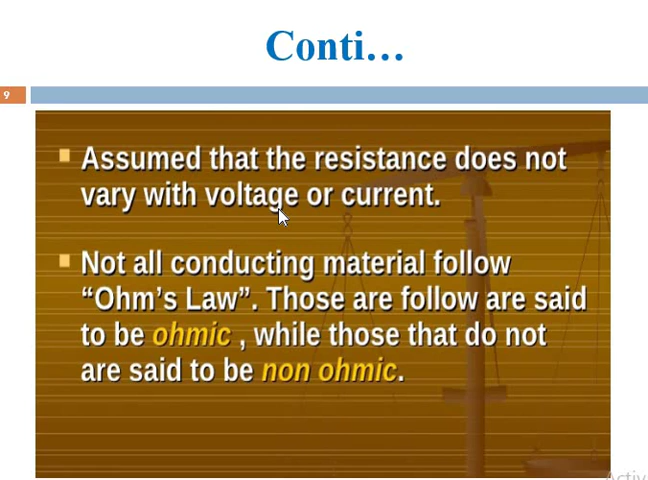 Conti…
9
Assumed that the resistance does not
vary with voltage or current.
Not all conducting material follow
“Ohm’s Law”. Those are follow are said
to be ohmic , while those that do not
are said to be non ohmic.